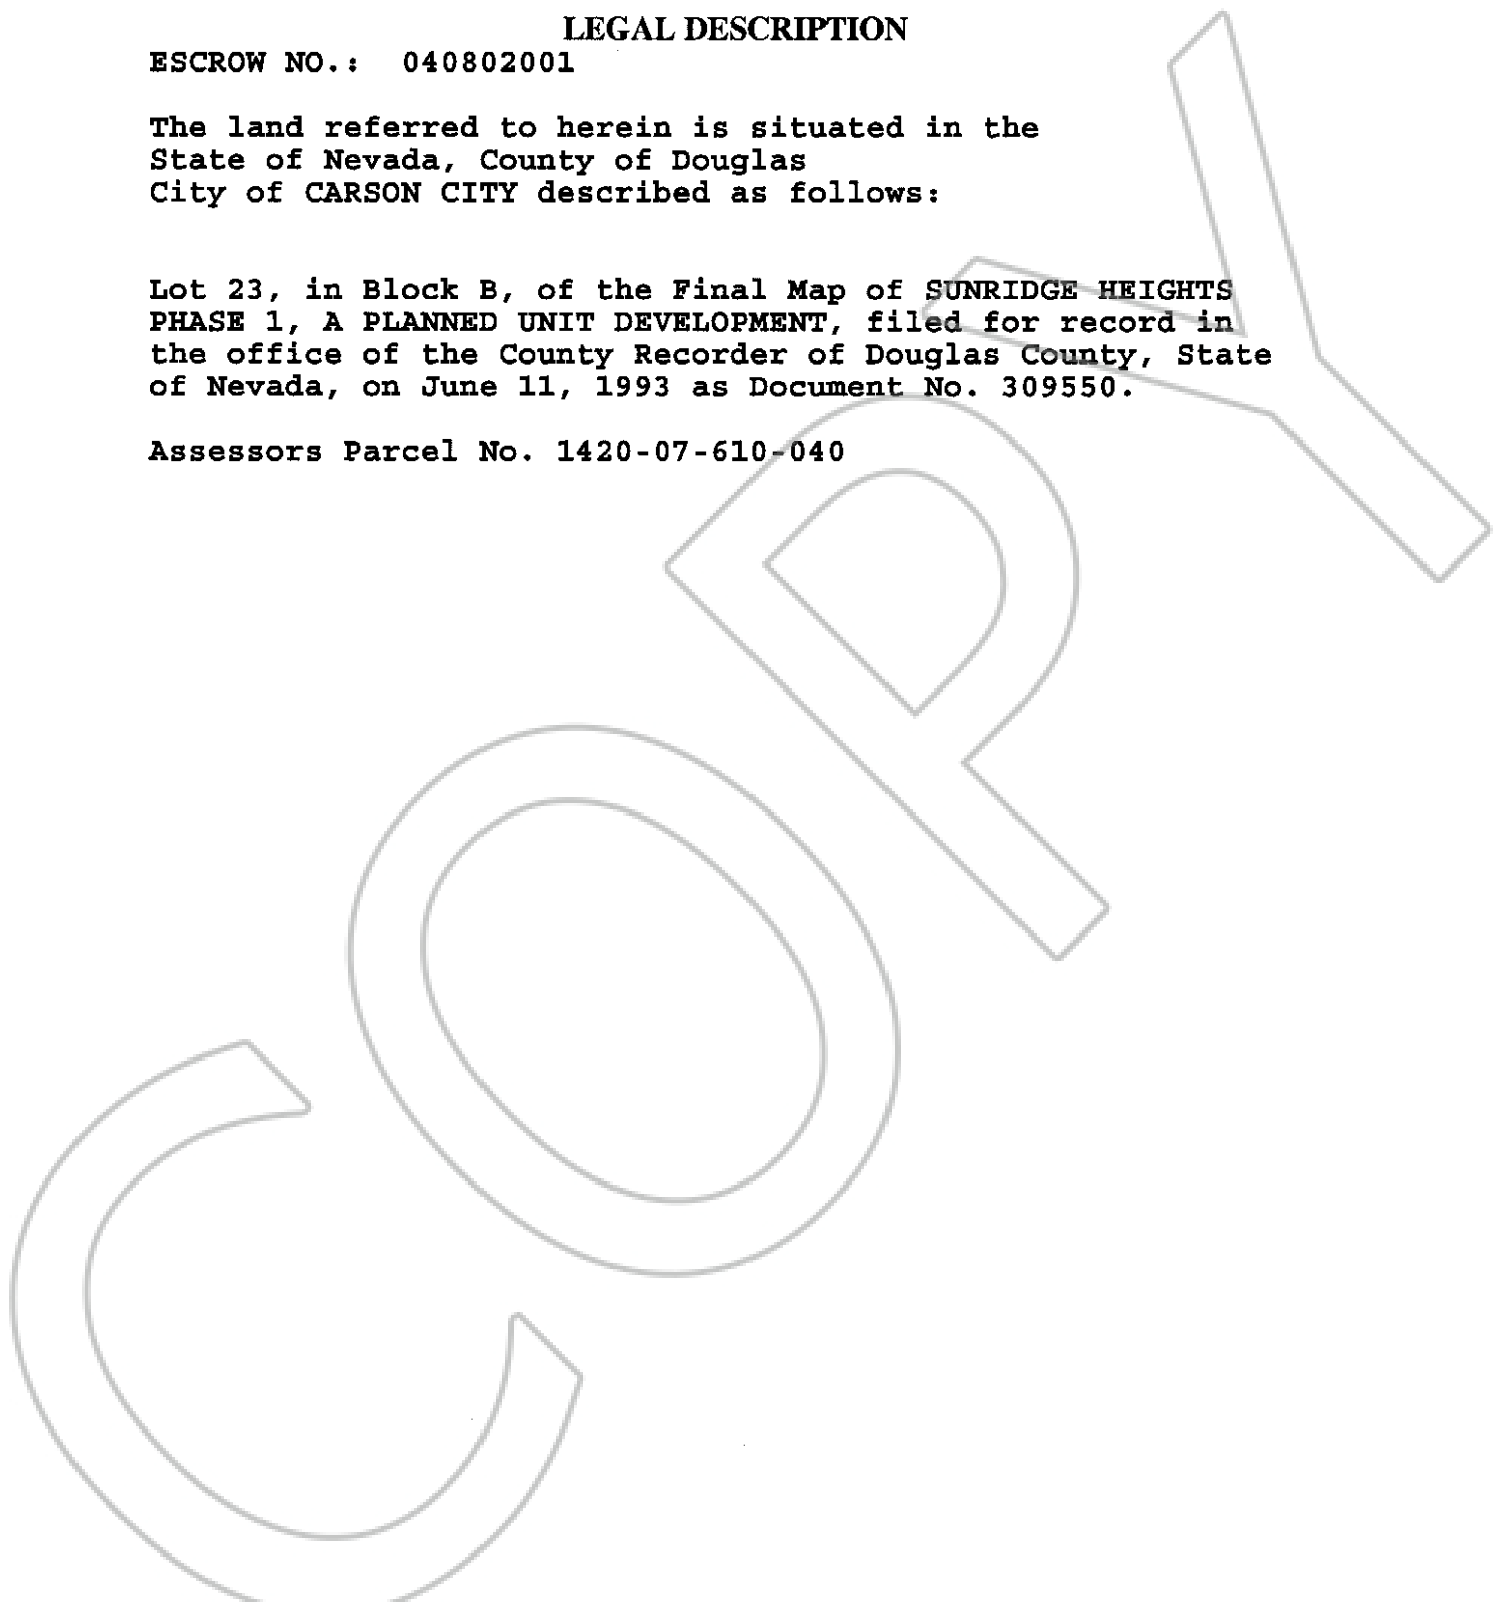 LEGAL DESCRIPTION
ESCROW NO.: 040802001
The land referred to herein is situated in the
State of Nevada, County of Douglas
City of CARSON CITY described as follows:
Lot 23, in Block B, of the Final Map of SUNRIDGE HEIGHTS
PHASE 1, A PLANNED UNIT DEVELOPMENT, filed for record in
the office of the County Recorder of Douglas County, State
of Nevada, on June 11, 1993 as Document No. 309550.
Assessors Parcel No. 1420-07-610-040
COPY